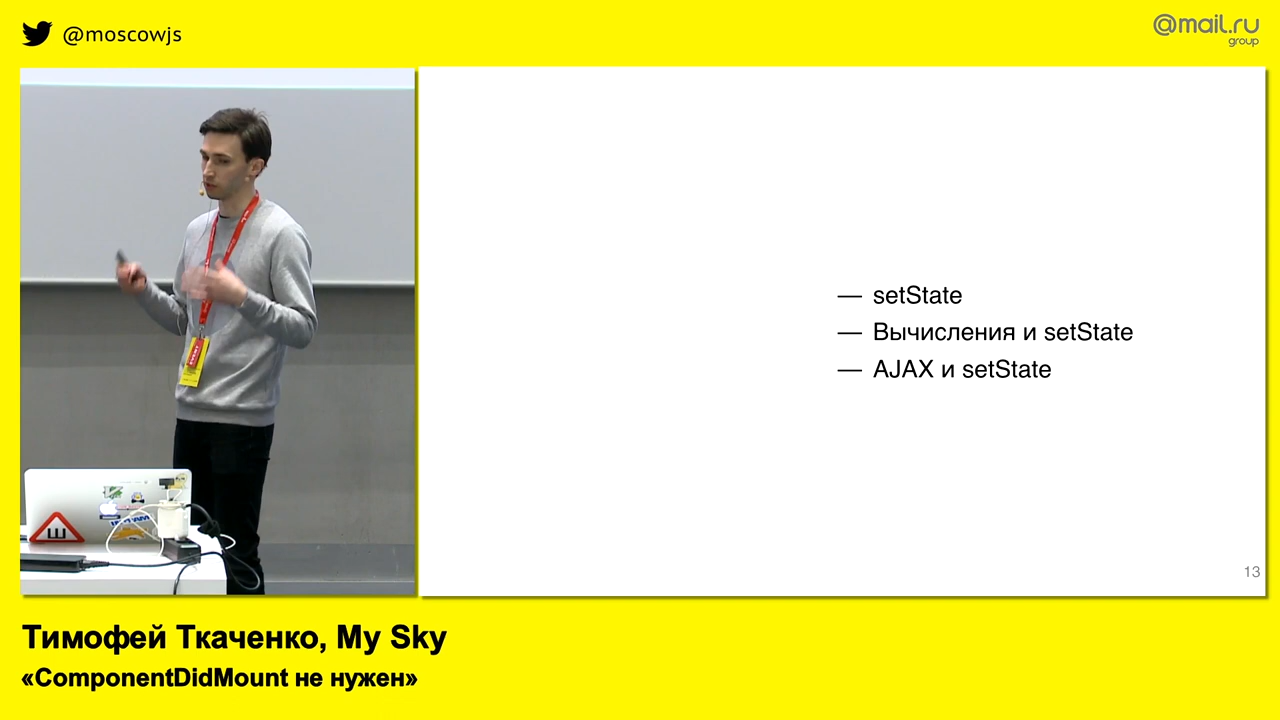 @moscowjs
@mail.ru
group
— setState
— Вычисления и setState
— AJAX и setState
13
Ш
Тимофей Ткаченко, My Sky
«ComponentDidMount не нужен»